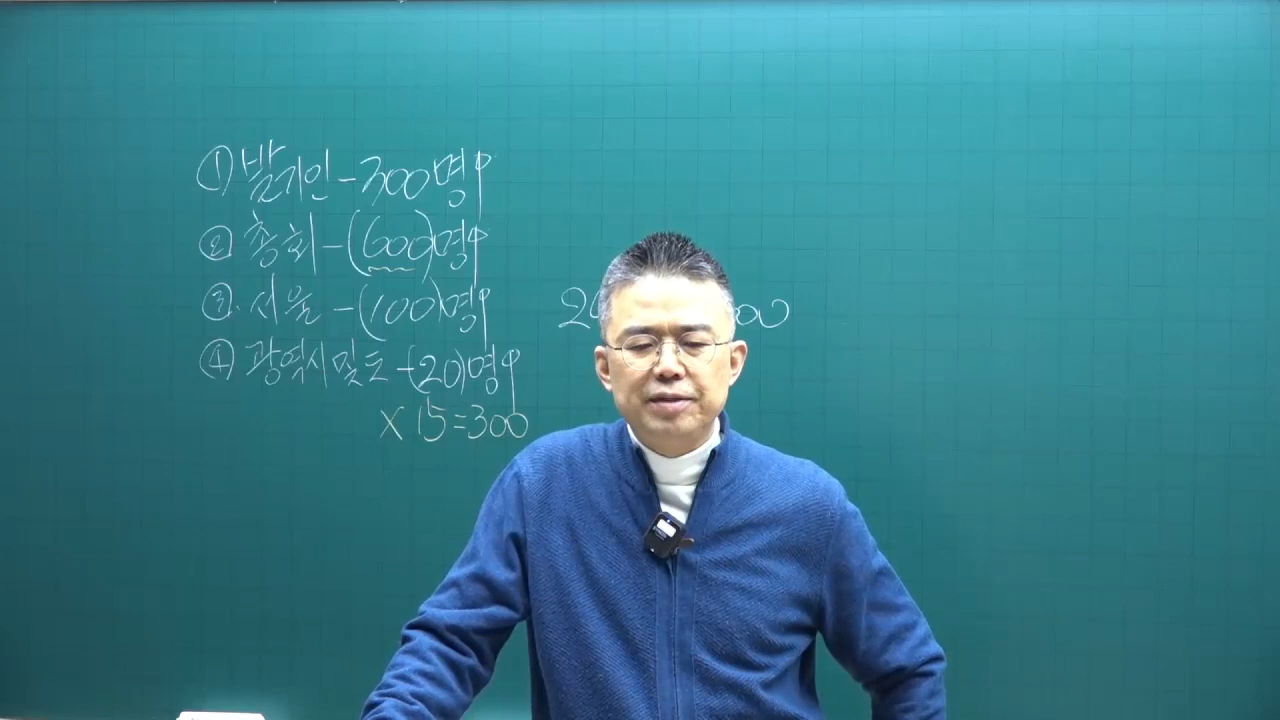 ① 발기인 - 300명↑
② 총회 - (600)명↑
③. 서울 - (100)명↑
④ 광역시 및 도 - (20)명↑
× 15 = 300